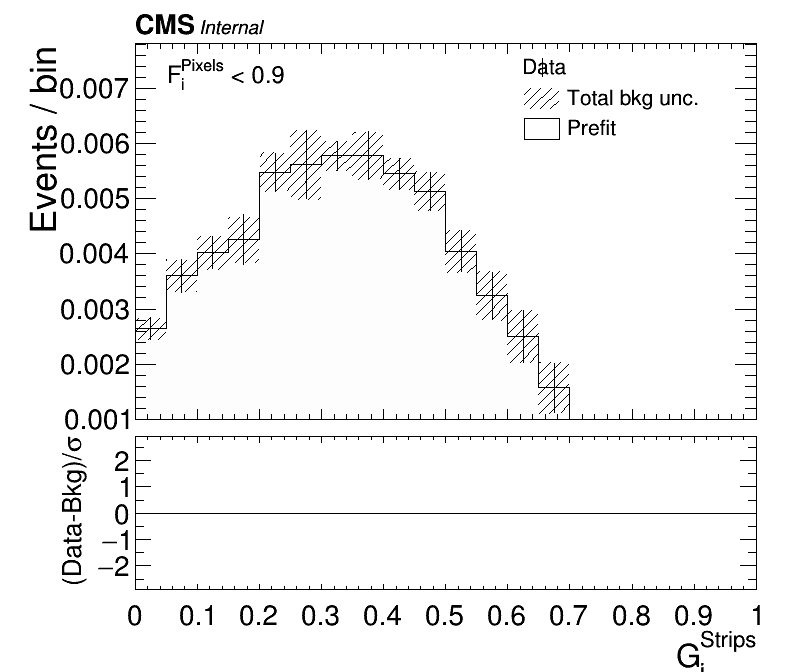 CMS Internal
F_i^Pixels < 0.9
Data
Total bkg unc.
Prefit
Events / bin
0.007
0.006
0.005
0.004
0.003
0.002
0.001
(Data-Bkg)/σ
2
1
0
−1
−2
0 0.1 0.2 0.3 0.4 0.5 0.6 0.7 0.8 0.9 1
G_i^Strips